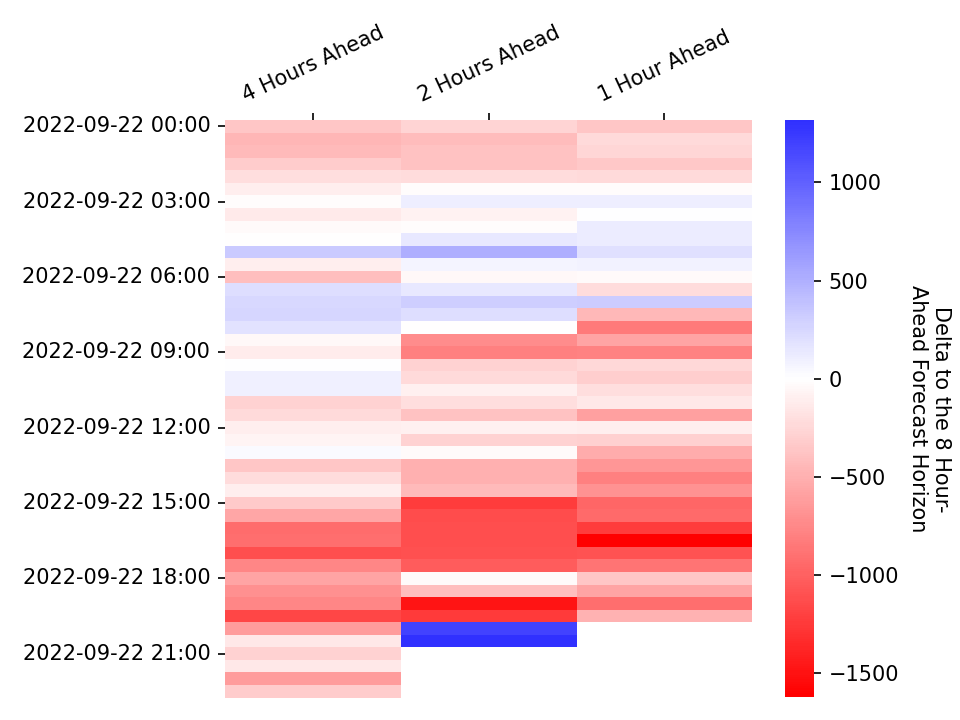 4 Hours Ahead
2 Hours Ahead
1 Hour Ahead
2022-09-22 00:00
2022-09-22 03:00
2022-09-22 06:00
2022-09-22 09:00
2022-09-22 12:00
2022-09-22 15:00
2022-09-22 18:00
2022-09-22 21:00
1000
500
0
−500
−1000
−1500
Delta to the 8 Hour-
Ahead Forecast Horizon